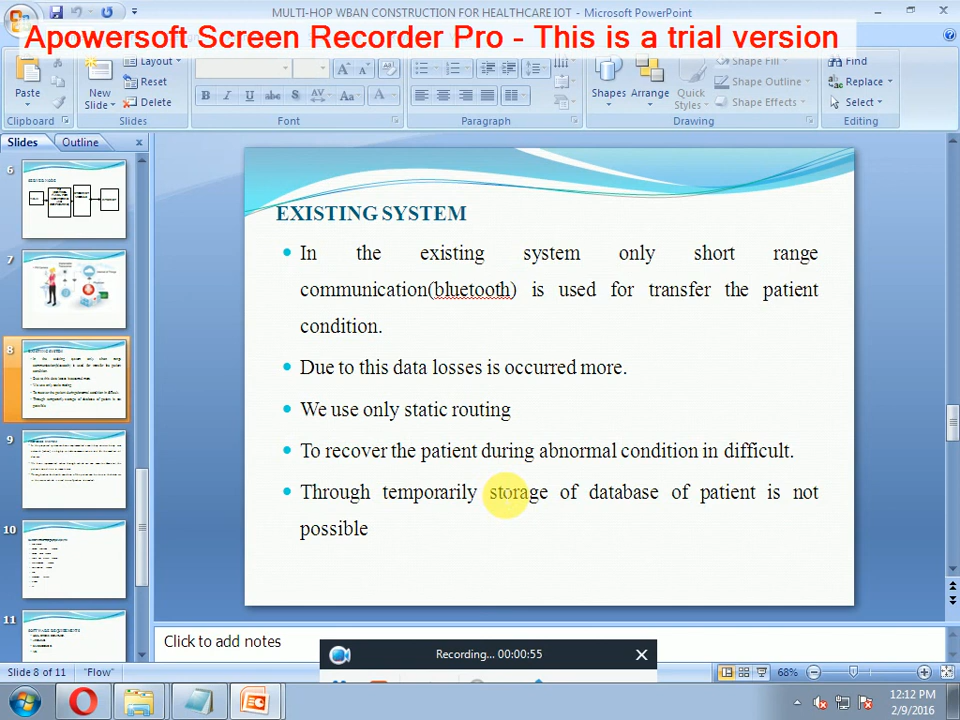 MULTI-HOP WBAN CONSTRUCTION FOR HEALTHCARE IOT - Microsoft PowerPoint
Apowersoft Screen Recorder Pro - This is a trial version
Layout
Reset
Delete
Paste
New
Slide
Shapes
Arrange
Quick
Styles
Shape Fill
Shape Outline
Shape Effects
Find
Replace
Select
Clipboard
Slides
Font
Paragraph
Drawing
Editing
Slides
Outline
6
7
8
9
10
11
EXISTING SYSTEM
In the existing system only short range
communication(bluetooth) is used for transfer the patient
condition.
Due to this data losses is occurred more.
We use only static routing
To recover the patient during abnormal condition in difficult.
Through temporarily storage of database of patient is not
possible
Click to add notes
Recording... 00:00:55
Slide 8 of 11
"Flow"
68%
12:12 PM
2/9/2016